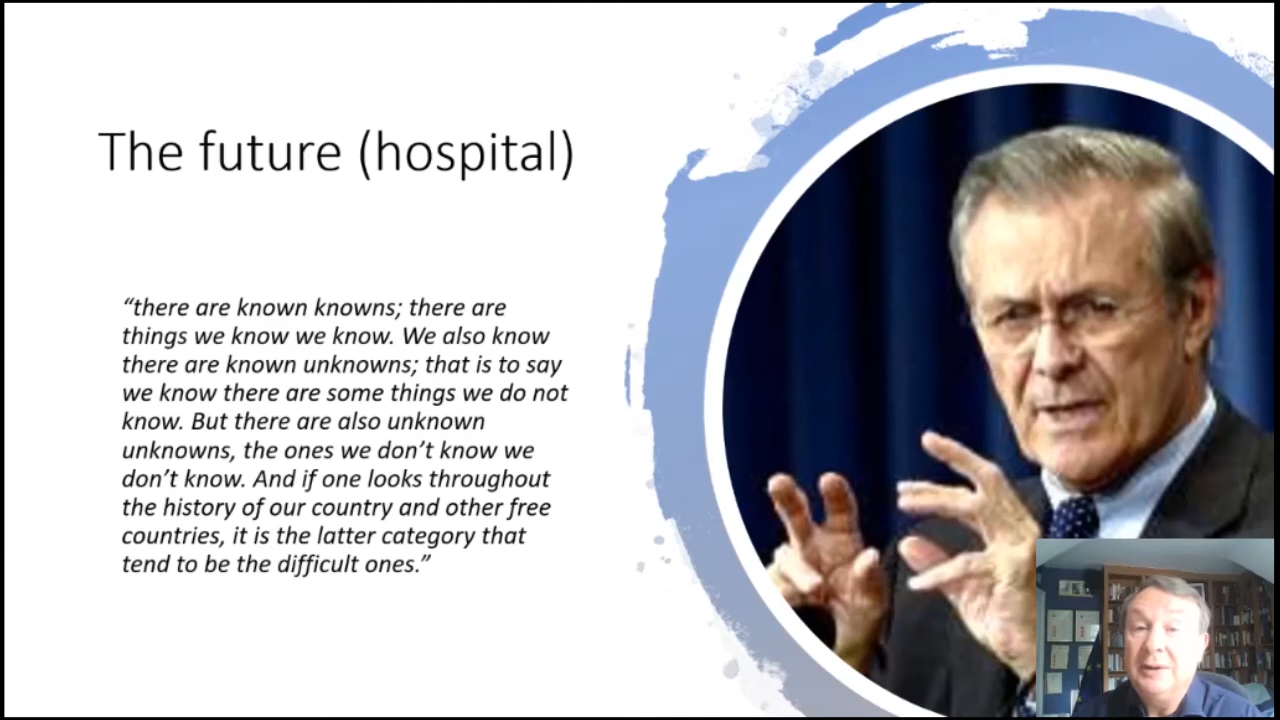 The future (hospital)
“there are known knowns; there are
things we know we know. We also know
there are known unknowns; that is to say
we know there are some things we do not
know. But there are also unknown
unknowns, the ones we don’t know we
don’t know. And if one looks throughout
the history of our country and other free
countries, it is the latter category that
tend to be the difficult ones.”